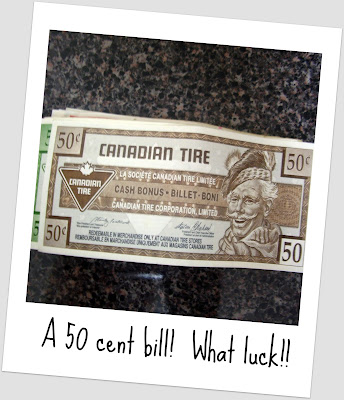 50¢
50¢
CANADIAN TIRE
LA SOCIÉTÉ CANADIAN TIRE LIMITÉE
CASH BONUS • BILLET • BONI
CANADIAN TIRE CORPORATION, LIMITED
CANADIAN
TIRE
50¢
50
REDEEMABLE IN MERCHANDISE ONLY AT CANADIAN TIRE STORES
REMBOURSABLE EN MARCHANDISE UNIQUEMENT AUX MAGASINS CANADIAN TIRE
A 50 cent bill! What luck!!